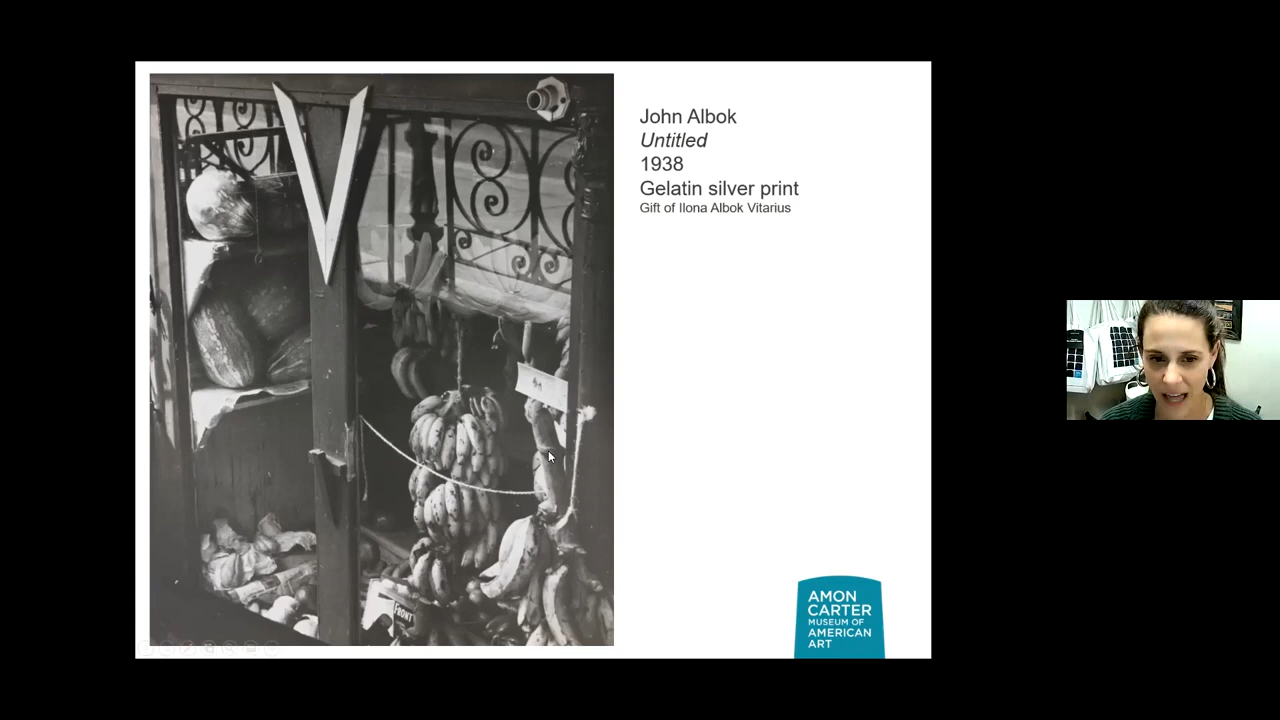 V
FRONT
John Albok
Untitled
1938
Gelatin silver print
Gift of Ilona Albok Vitarius
AMON
CARTER
MUSEUM OF
AMERICAN
ART